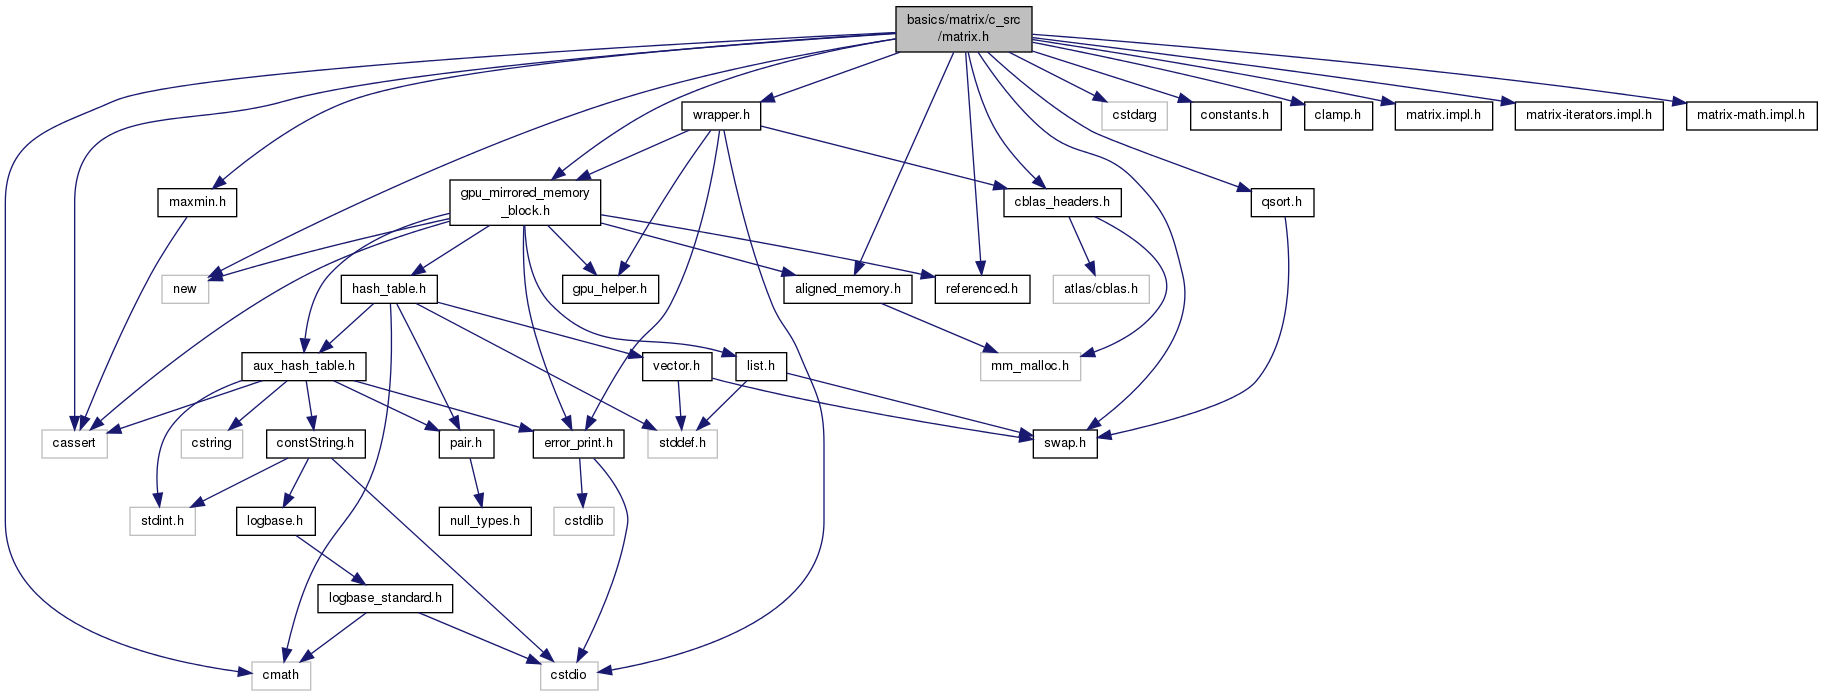 basics/matrix/c_src
/matrix.h
wrapper.h
cstdarg
constants.h
clamp.h
matrix.impl.h
matrix-iterators.impl.h
matrix-math.impl.h
maxmin.h
gpu_mirrored_memory
_block.h
cblas_headers.h
qsort.h
new
hash_table.h
gpu_helper.h
aligned_memory.h
referenced.h
atlas/cblas.h
aux_hash_table.h
vector.h
list.h
mm_malloc.h
cassert
cstring
constString.h
pair.h
error_print.h
stddef.h
swap.h
stdint.h
logbase.h
null_types.h
cstdlib
logbase_standard.h
cmath
cstdio